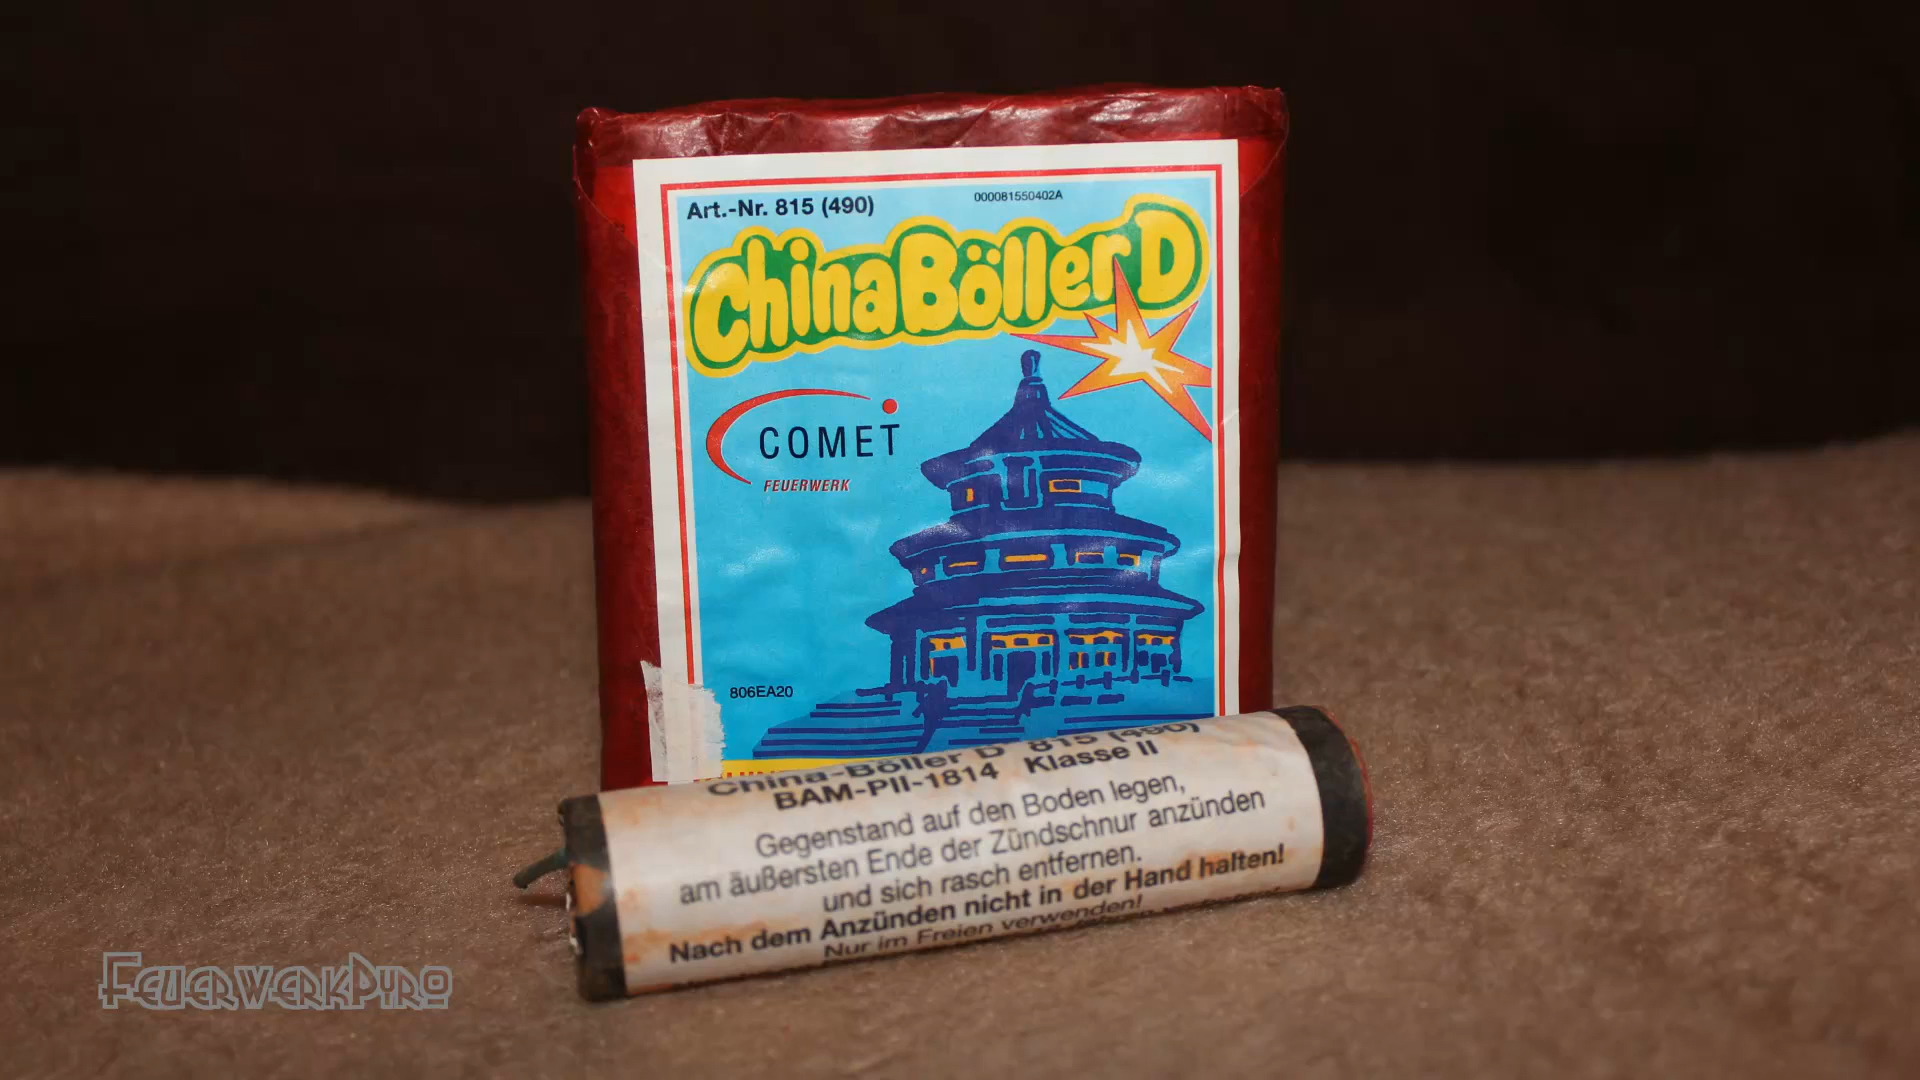 Art.-Nr. 815 (490)
000081550402A
China Böller D
COMET
FEUERWERK
806EA20
China-Böller D 815 (490)
BAM-PII-1814 Klasse II
Gegenstand auf den Boden legen,
am äußersten Ende der Zündschnur anzünden
und sich rasch entfernen.
Nach dem Anzünden nicht in der Hand halten!
Nur im Freien verwenden!
FEUERWERKPYRO